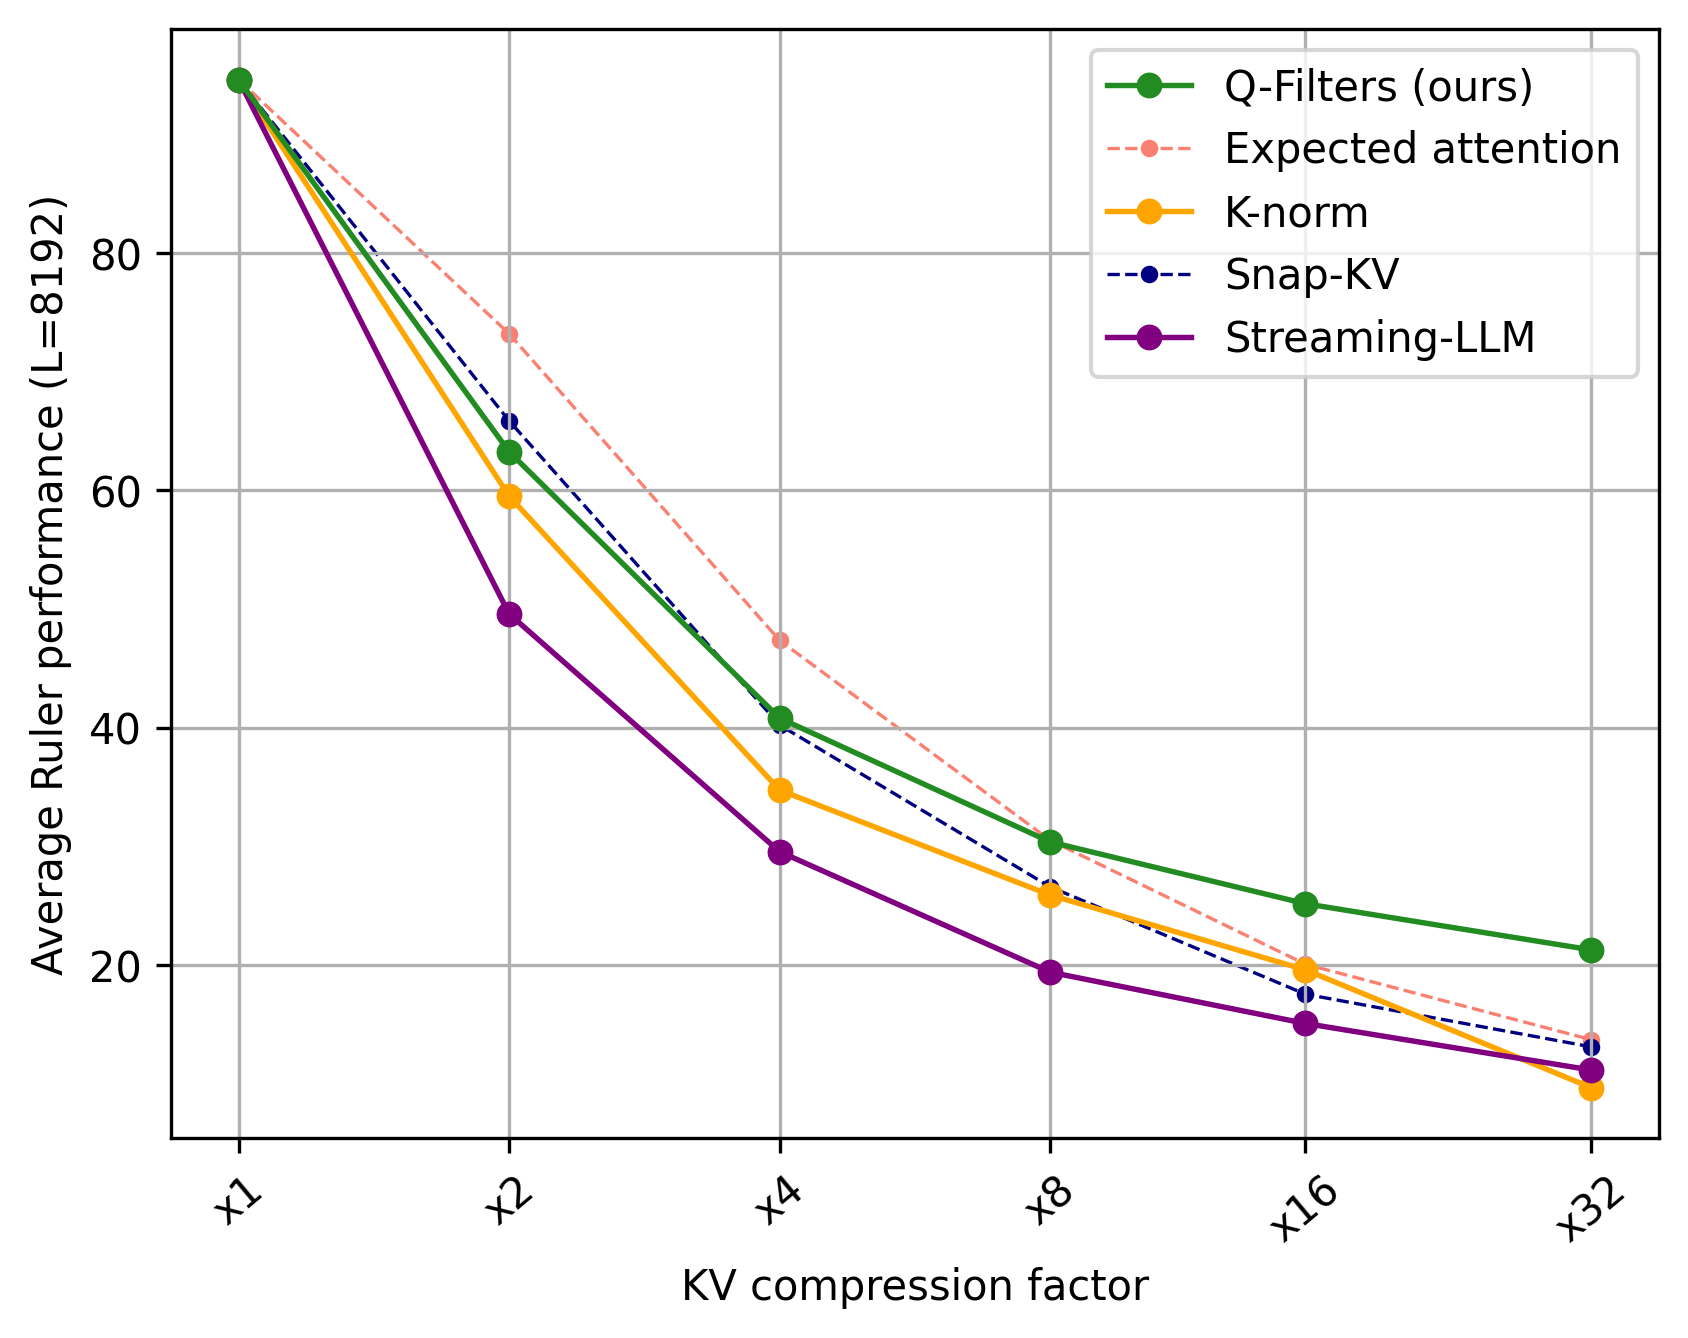 Q-Filters (ours)
Expected attention
K-norm
Snap-KV
Streaming-LLM
Average Ruler performance (L=8192)
80
60
40
20
x1
x2
x4
x8
x16
x32
KV compression factor